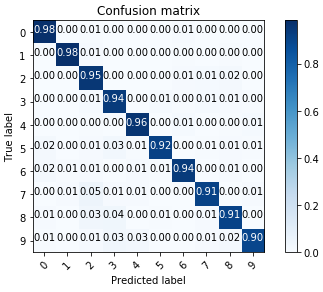 Confusion matrix
0 0.98 0.00 0.01 0.00 0.00 0.00 0.01 0.00 0.00 0.00
1 0.00 0.98 0.01 0.00 0.00 0.00 0.00 0.00 0.00 0.00
2 0.00 0.00 0.95 0.00 0.00 0.00 0.01 0.01 0.02 0.00
3 0.00 0.00 0.01 0.94 0.00 0.01 0.00 0.01 0.01 0.00
4 0.00 0.00 0.00 0.00 0.96 0.00 0.01 0.00 0.00 0.01
5 0.02 0.00 0.01 0.03 0.01 0.92 0.01 0.00 0.01 0.00
6 0.02 0.01 0.01 0.00 0.01 0.01 0.94 0.00 0.01 0.00
7 0.00 0.01 0.05 0.01 0.01 0.00 0.00 0.91 0.00 0.01
8 0.01 0.00 0.03 0.04 0.00 0.01 0.00 0.01 0.91 0.00
9 0.01 0.00 0.01 0.03 0.03 0.00 0.00 0.01 0.02 0.90
0 1 2 3 4 5 6 7 8 9
True label
Predicted label
0.8
0.6
0.4
0.2
0.0